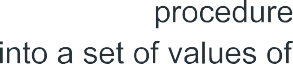 procedure
into a set of values of